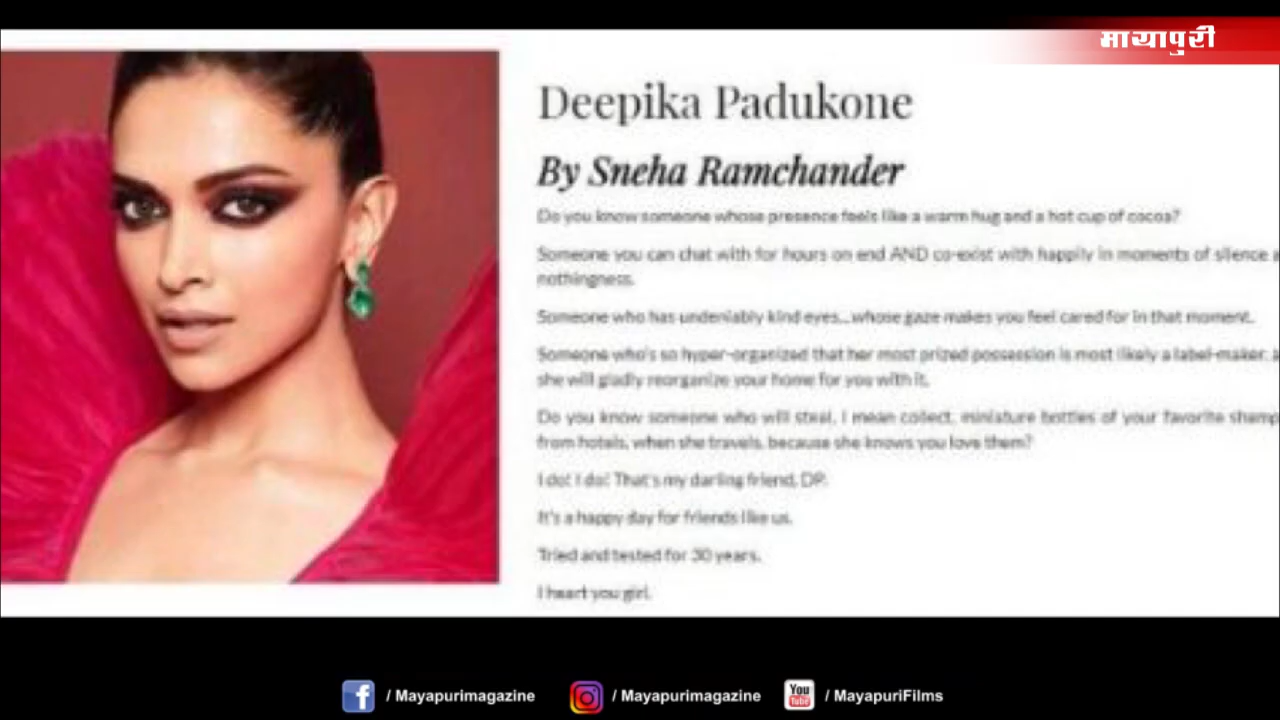 मायापुरी
Deepika Padukone
By Sneha Ramchander
Do you know someone whose presence feels like a warm hug and a hot cup of cocoa?
Someone you can chat with for hours on end AND co-exist with happily in moments of silence
nothingness.
Someone who has undeniably kind eyes...whose gaze makes you feel cared for in that moment.
Someone who's so hyper-organized that her most prized possession is most likely a label-maker,
she will gladly reorganize your home for you with it.
Do you know someone who will steal, I mean collect, miniature bottles of your favorite shamp
from hotels, when she travels, because she knows you love them?
I do! I do! That's my darling friend, DP.
It's a happy day for friends like us.
Tried and tested for 30 years.
I heart you girl.
/ Mayapurimagazine
/ Mayapurimagazine
You Tube
/ MayapuriFilms